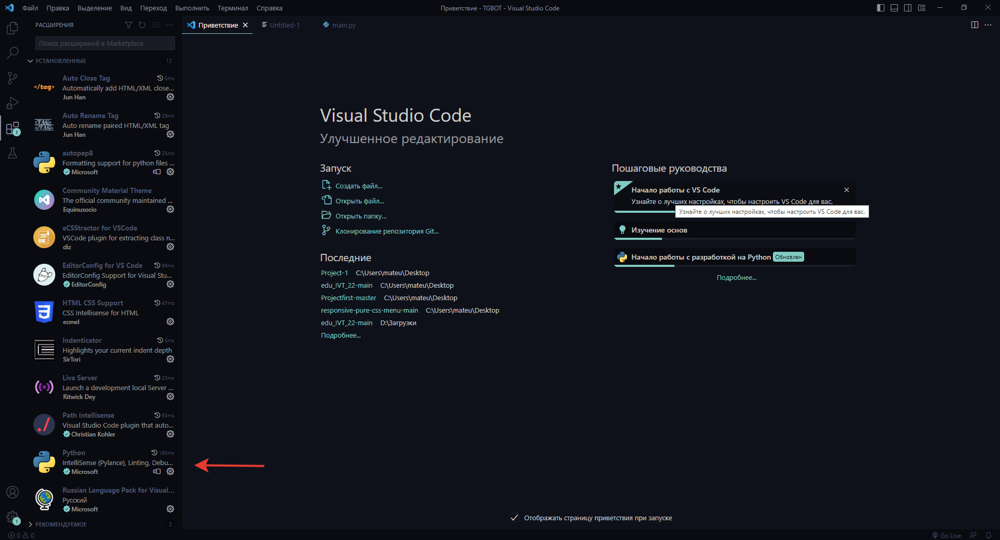 Файл Правка Выделение Вид Переход Выполнить Терминал Справка
Приветствие - TGBOT - Visual Studio Code
РАСШИРЕНИЯ
Поиск расширений в Marketplace
УСТАНОВЛЕННЫЕ 13
Auto Close Tag 5ms
</tag>
Automatically add HTML/XML close...
Jun Han
Auto Rename Tag 29ms
<TAG>
</TAG>
Auto rename paired HTML/XML tag
Jun Han
autopep8 25ms
Formatting support for python files ...
Microsoft
Community Material Theme
The official community maintained ...
Equinusocio
eCSStractor for VSCode
VSCode plugin for extracting class n...
diz
EditorConfig for VS Code 86ms
EditorConfig Support for Visual Stu...
EditorConfig
HTML CSS Support 47ms
CSS Intellisense for HTML
ecmel
Indenticator 5ms
Highlights your current indent depth
SirTori
Live Server 23ms
Launch a development local Server ...
Ritwick Dey
Path Intellisense 63ms
Visual Studio Code plugin that auto...
Christian Kohler
Python 185ms
IntelliSense (Pylance), Linting, Debu...
Microsoft
Russian Language Pack for Visual...
Русский
Microsoft
РЕКОМЕНДУЕМОЕ 3
1
1
Приветствие
Untitled-1
main.py
Visual Studio Code
Улучшенное редактирование
Запуск
Создать файл...
Открыть файл...
Открыть папку...
Клонирование репозитория Git...
Последние
Project-1 C:\Users\mateu\Desktop
edu_IVT_22-main C:\Users\mateu\Desktop
Projectfirst-master C:\Users\mateu\Desktop
responsive-pure-css-menu-main C:\Users\mateu\Desktop
edu_IVT_22-main D:\Загрузки
Подробнее...
Пошаговые руководства
Начало работы с VS Code
Узнайте о лучших настройках, чтобы настроить VS Code для вас.
Узнайте о лучших настройках, чтобы настроить VS Code для вас.
Изучение основ
Начало работы с разработкой на Python Обновлен
Подробнее...
Отображать страницу приветствия при запуске
0 0
Go Live